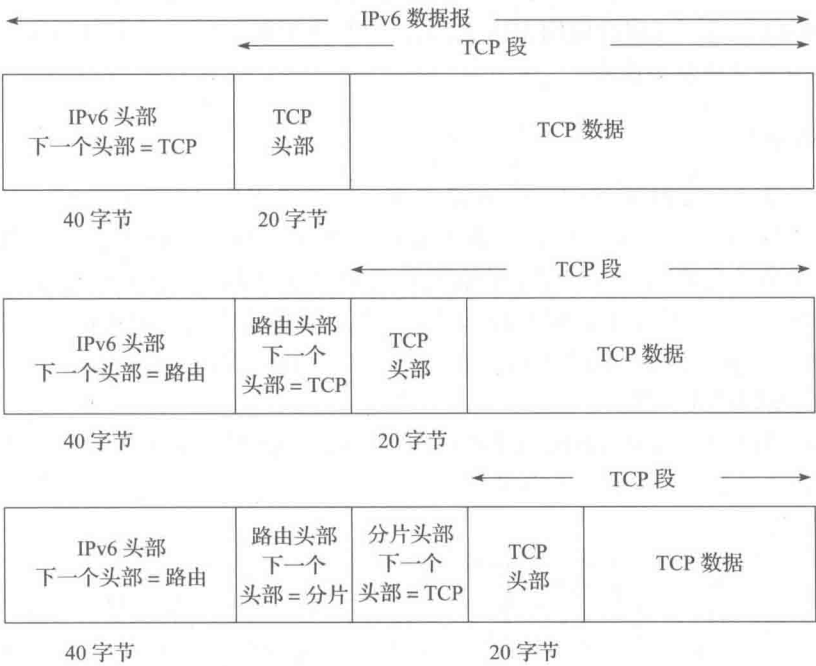 IPv6 数据报
TCP 段
IPv6 头部
下一个头部 = TCP
TCP
头部
TCP 数据
40 字节
20 字节
TCP 段
IPv6 头部
下一个头部 = 路由
路由头部
下一个
头部 = TCP
TCP
头部
TCP 数据
40 字节
20 字节
TCP 段
IPv6 头部
下一个头部 = 路由
路由头部
下一个
头部 = 分片
分片头部
下一个
头部 = TCP
TCP
头部
TCP 数据
40 字节
20 字节